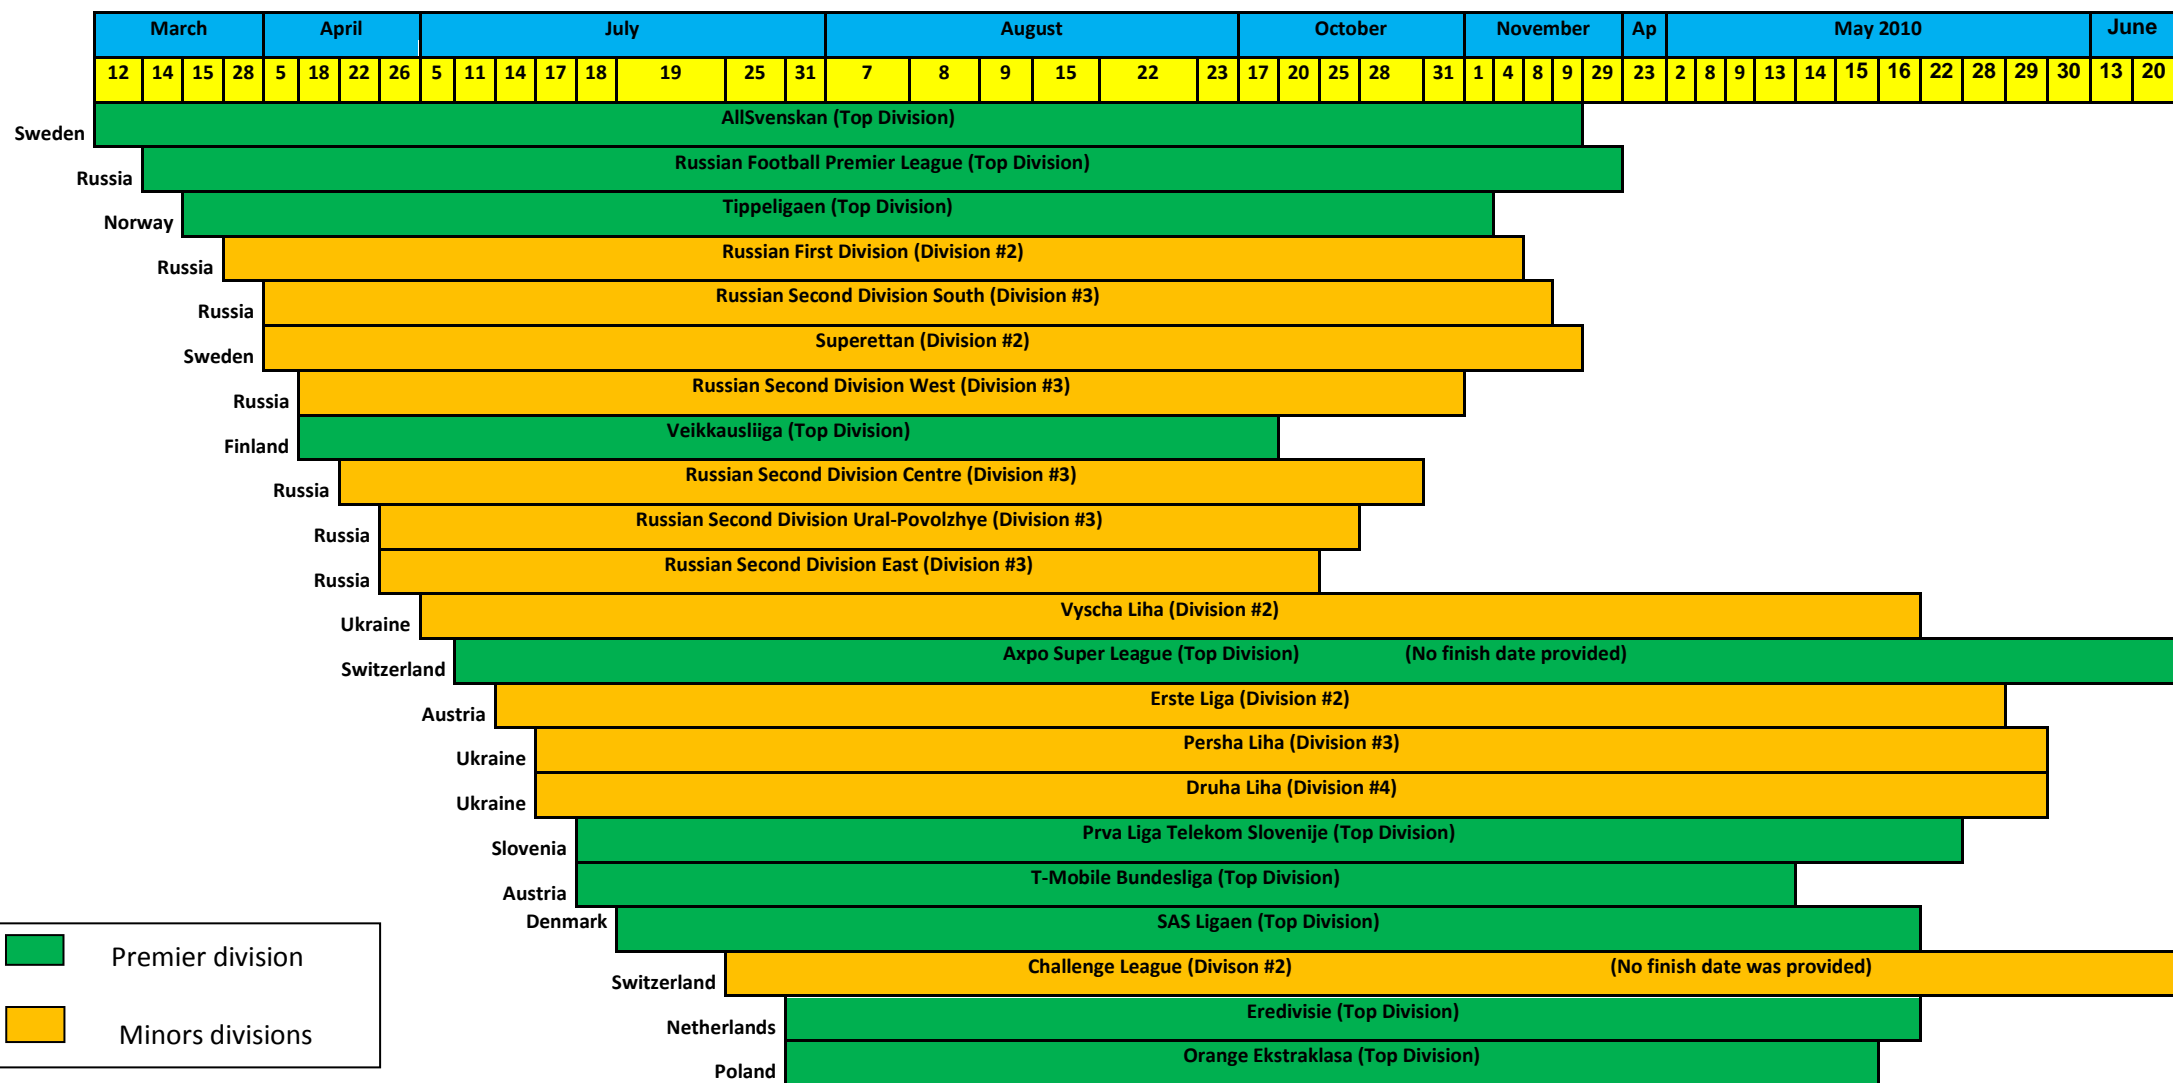 March April July August October November Ap May 2010 June
12 14 15 28 5 18 22 26 5 11 14 17 18 19 25 31 7 8 9 15 22 23 17 20 25 28 31 1 4 8 9 29 23 2 8 9 13 14 15 16 22 28 29 30 13 20
Sweden AllSvenskan (Top Division)
Russia Russian Football Premier League (Top Division)
Norway Tippeligaen (Top Division)
Russia Russian First Division (Division #2)
Russia Russian Second Division South (Division #3)
Sweden Superettan (Division #2)
Russia Russian Second Division West (Division #3)
Finland Veikkausliiga (Top Division)
Russia Russian Second Division Centre (Division #3)
Russia Russian Second Division Ural-Povolzhye (Division #3)
Russia Russian Second Division East (Division #3)
Ukraine Vyscha Liha (Division #2)
Switzerland Axpo Super League (Top Division) (No finish date provided)
Austria Erste Liga (Division #2)
Ukraine Persha Liha (Division #3)
Ukraine Druha Liha (Division #4)
Slovenia Prva Liga Telekom Slovenije (Top Division)
Austria T-Mobile Bundesliga (Top Division)
Denmark SAS Ligaen (Top Division)
Switzerland Challenge League (Divison #2) (No finish date was provided)
Netherlands Eredivisie (Top Division)
Poland Orange Ekstraklasa (Top Division)
Premier division
Minors divisions